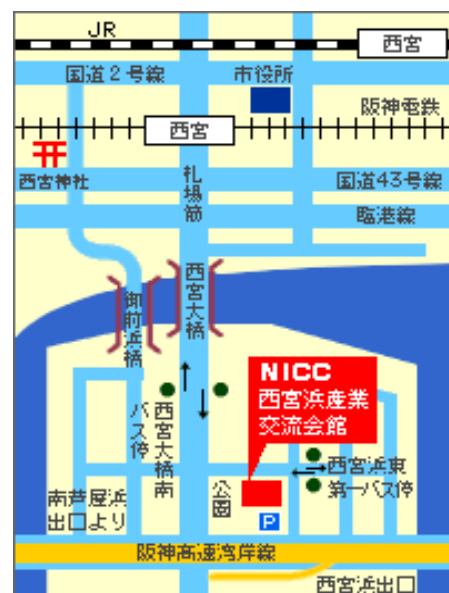 JR
西宮
国道2号線
市役所
阪神電鉄
西宮
西宮神社
札場筋
国道43号線
臨港線
西宮大橋
御前浜橋
NICC
西宮浜産業
交流会館
バス停
西宮大橋南
西宮浜東
第一バス停
公園
南芦屋浜
出口より
P
阪神高速湾岸線
西宮浜出口